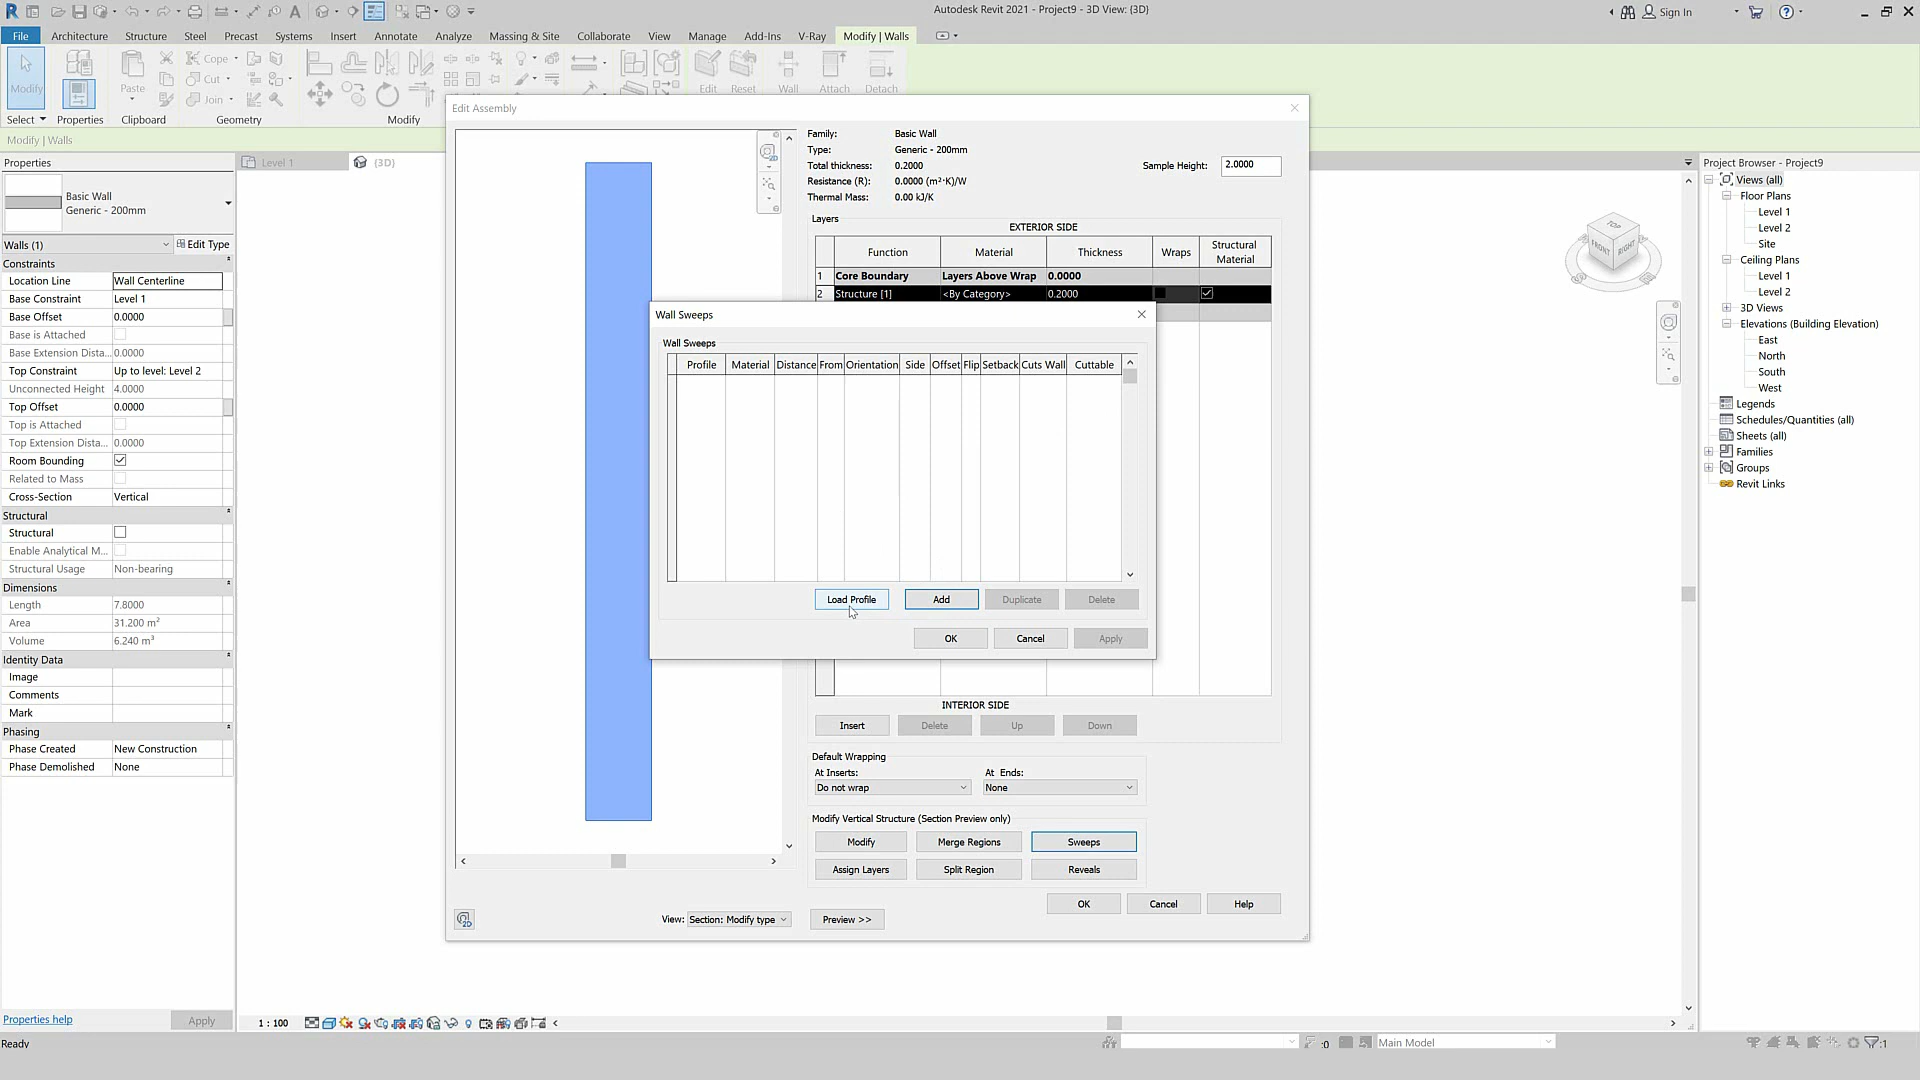 Autodesk Revit 2021 - Project9 - 3D View: {3D}
Sign In
File
Architecture
Structure
Steel
Precast
Systems
Insert
Annotate
Analyze
Massing & Site
Collaborate
View
Manage
Add-Ins
V-Ray
Modify | Walls
Modify
Paste
Cope
Cut
Join
Edit
Reset
Wall
Attach
Detach
Select
Properties
Clipboard
Geometry
Modify
Modify | Walls
Properties
Basic Wall
Generic - 200mm
Walls (1)
Edit Type
Constraints
Location Line Wall Centerline
Base Constraint Level 1
Base Offset 0.0000
Base is Attached
Base Extension Dista... 0.0000
Top Constraint Up to level: Level 2
Unconnected Height 4.0000
Top Offset 0.0000
Top is Attached
Top Extension Dista... 0.0000
Room Bounding
Related to Mass
Cross-Section Vertical
Structural
Structural
Enable Analytical M...
Structural Usage Non-bearing
Dimensions
Length 7.8000
Area 31.200 m²
Volume 6.240 m³
Identity Data
Image
Comments
Mark
Phasing
Phase Created New Construction
Phase Demolished None
Properties help
Apply
Ready
Level 1
{3D}
Edit Assembly
Family: Basic Wall
Type: Generic - 200mm
Total thickness: 0.2000
Resistance (R): 0.0000 (m²·K)/W
Thermal Mass: 0.00 kJ/K
Sample Height: 2.0000
Layers
EXTERIOR SIDE
Function Material Thickness Wraps Structural Material
1 Core Boundary Layers Above Wrap 0.0000
2 Structure [1] <By Category> 0.2000
Wall Sweeps
Wall Sweeps
Profile Material Distance From Orientation Side Offset Flip Setback Cuts Wall Cuttable
Load Profile
Add
Duplicate
Delete
OK
Cancel
Apply
INTERIOR SIDE
Insert
Delete
Up
Down
Default Wrapping
At Inserts:
At Ends:
Do not wrap
None
Modify Vertical Structure (Section Preview only)
Modify
Merge Regions
Sweeps
Assign Layers
Split Region
Reveals
OK
Cancel
Help
View: Section: Modify type
Preview >>
1 : 100
:0
Main Model
:1
TOP
FRONT
RIGHT
Project Browser - Project9
Views (all)
Floor Plans
Level 1
Level 2
Site
Ceiling Plans
Level 1
Level 2
3D Views
Elevations (Building Elevation)
East
North
South
West
Legends
Schedules/Quantities (all)
Sheets (all)
Families
Groups
Revit Links